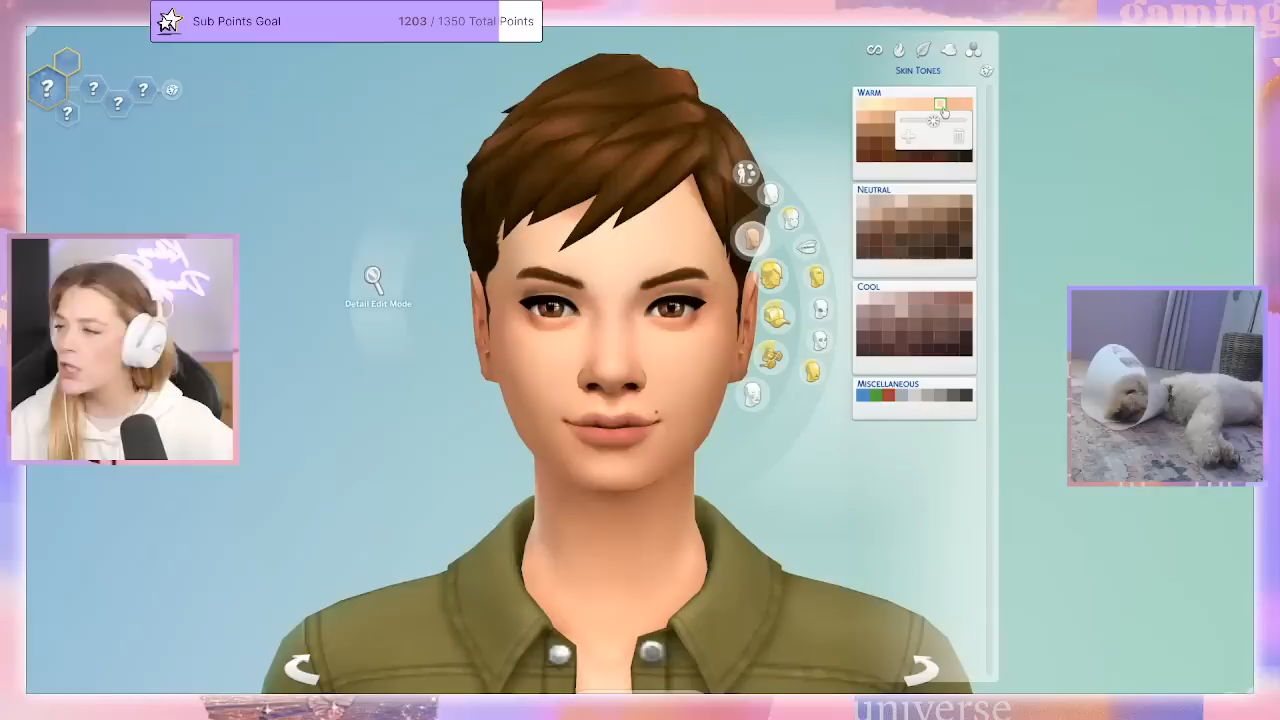 gaming
Sub Points Goal 1203 / 1350 Total Points
? ? ? ? ?
SKIN TONES
WARM
NEUTRAL
COOL
MISCELLANEOUS
Detail Edit Mode
universe